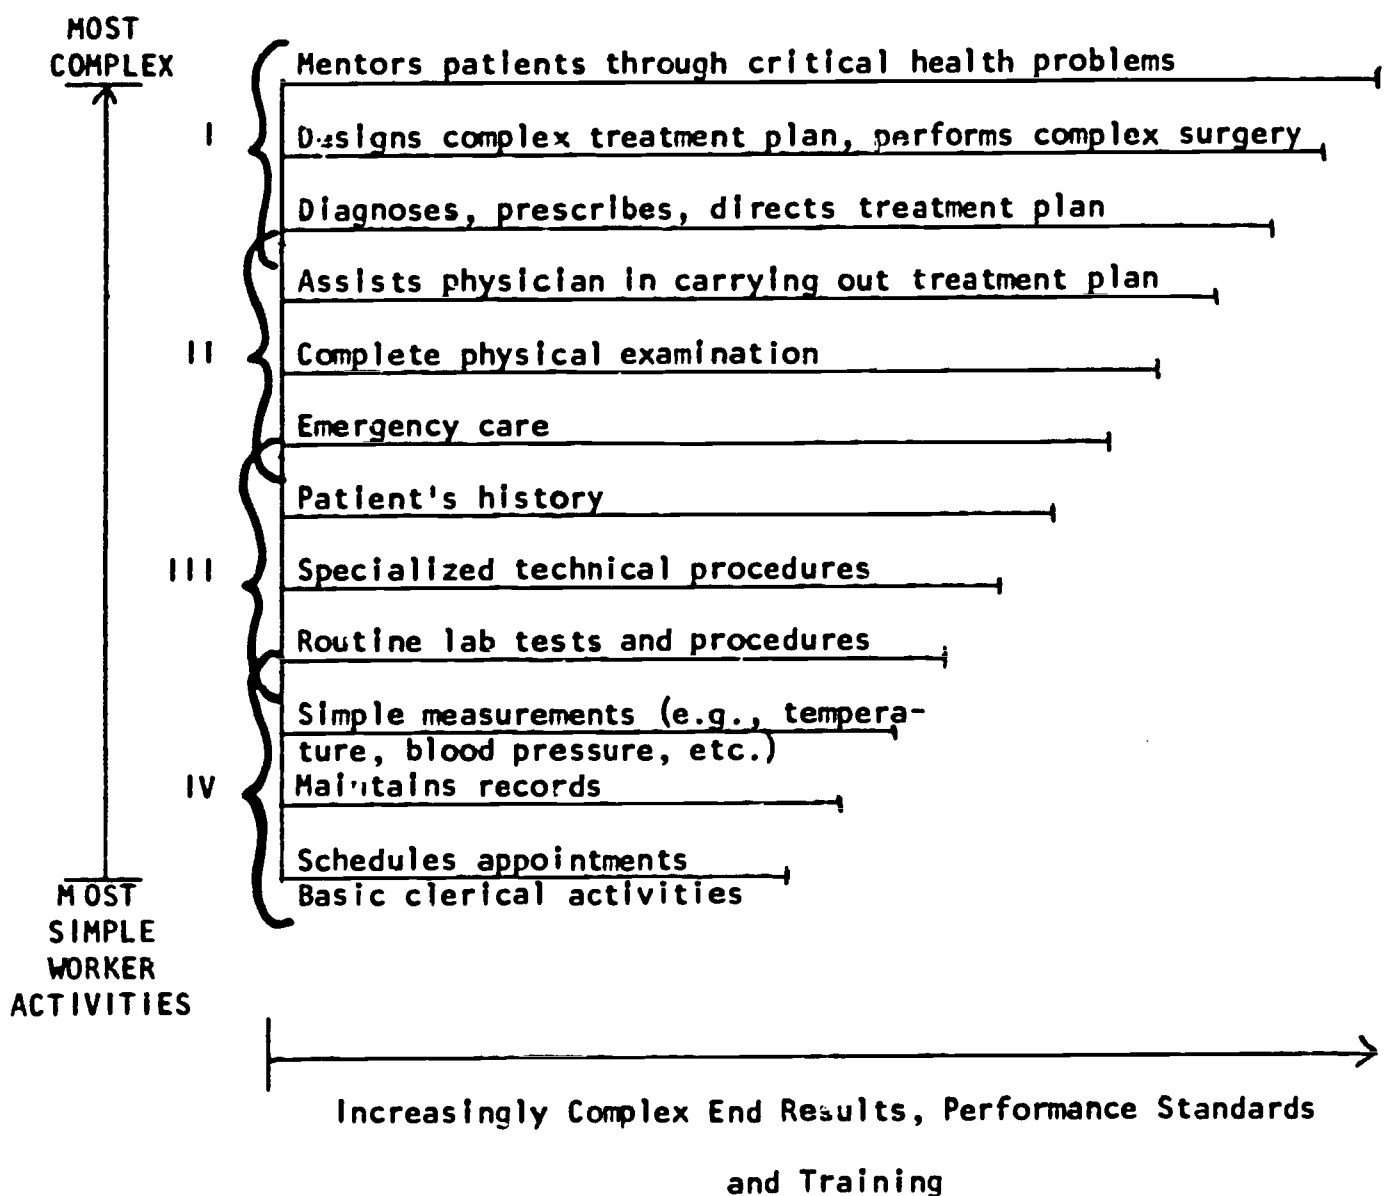 MOST
COMPLEX
Mentors patients through critical health problems
I
Designs complex treatment plan, performs complex surgery
Diagnoses, prescribes, directs treatment plan
Assists physician in carrying out treatment plan
II
Complete physical examination
Emergency care
Patient's history
III
Specialized technical procedures
Routine lab tests and procedures
Simple measurements (e.g., tempera-
ture, blood pressure, etc.)
IV
Maintains records
Schedules appointments
Basic clerical activities
MOST
SIMPLE
WORKER
ACTIVITIES
Increasingly Complex End Results, Performance Standards
and Training